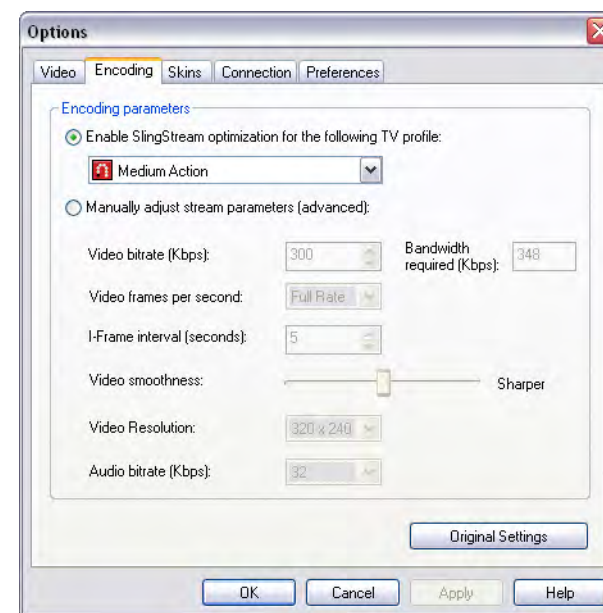 Options
Video Encoding Skins Connection Preferences
Encoding parameters
Enable SlingStream optimization for the following TV profile:
Medium Action
Manually adjust stream parameters (advanced):
Video bitrate (Kbps): 300 Bandwidth required (Kbps): 348
Video frames per second: Full Rate
I-Frame interval (seconds): 5
Video smoothness: Sharper
Video Resolution: 320 x 240
Audio bitrate (Kbps): 32
Original Settings
OK Cancel Apply Help